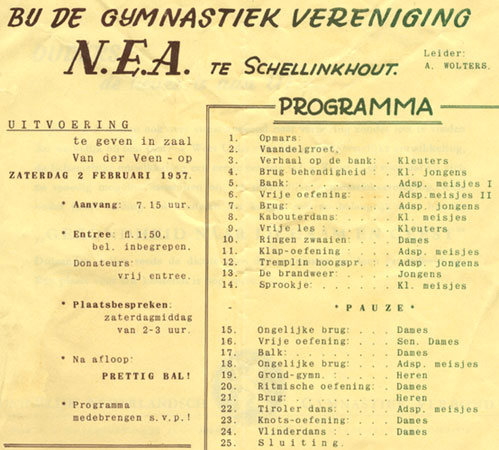 BIJ DE GYMNASTIEK VERENIGING
N.E.A. TE SCHELLINKHOUT.
Leider:
A. WOLTERS.
UITVOERING
te geven in zaal
Van der Veen - op
ZATERDAG 2 FEBRUARI 1957.
* Aanvang: 7.15 uur.
* Entree: fl.1,50,
bel. inbegrepen.
Donateurs:
vrij entree.
* Plaatsbespreken:
zaterdagmiddag
van 2-3 uur.
* Na afloop:
PRETTIG BAL!
* Programma
medebrengen s.v.p.!
PROGRAMMA
1. Opmars.
2. Vaandelgroet,
3. Verhaal op de bank: . . Kleuters
4. Brug behendigheid : . . Kl. jongens
5. Bank: . . . Adsp. meisjes I
6. Vrije oefening: . . . Adsp.meisjes II
7. Brug: . . . Adsp. jongens
8. Kabouterdans: . . . Kl. meisjes
9. Vrije les : . . . Kleuters
10. Ringen zwaaien: . . Dames
11. Klap-oefening : . . Adsp. meisjes
12. Tremplin hoogspr. : . . Adsp. jongens
13. De brandweer: . . Jongens
14. Sprookje: . . . Kl. meisjes
- * PAUZE * -
15. Ongelijke brug: . . Dames
16. Vrije oefening: . . Sen. Dames
17. Balk: . . . Dames
18. Ongelijke brug: . . Adsp. meisjes
19. Grond-gymn. : . . . Heren
20. Ritmische oefening: . . Dames
21. Brug: . . . Heren
22. Tiroler dans: . . Adsp. meisjes
23. Knots-oefening: . . Dames
24. Vlinderdans : . . Dames
25. Sluiting.